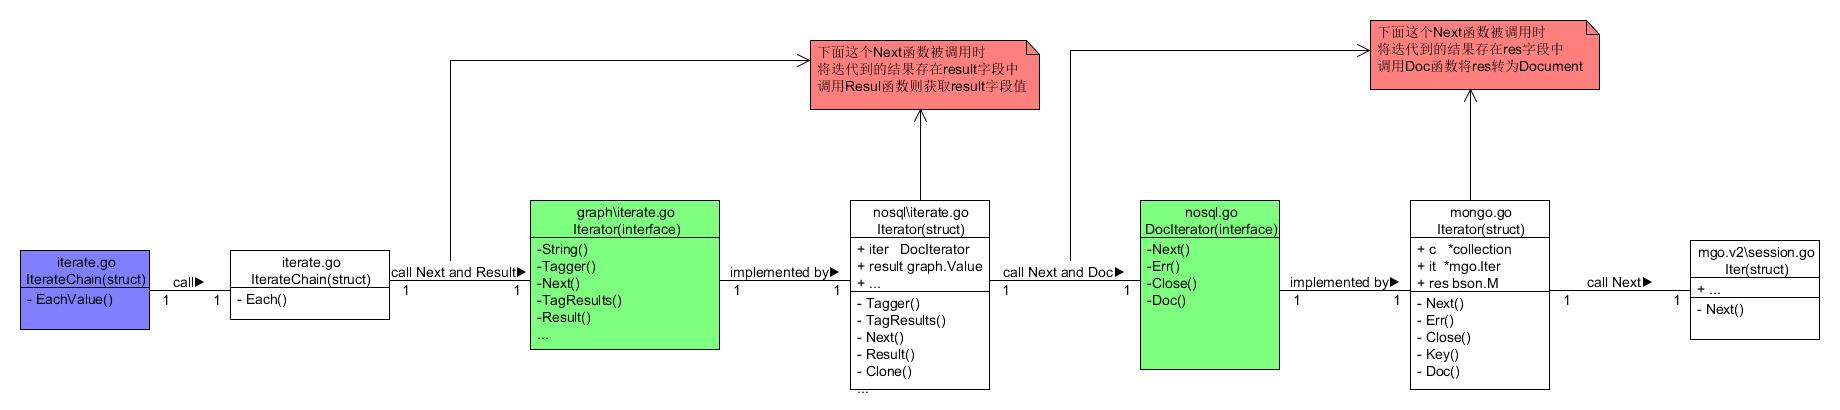 下面这个Next函数被调用时
将迭代到的结果存在result字段中
调用Resul函数则获取result字段值
下面这个Next函数被调用时
将迭代到的结果存在res字段中
调用Doc函数将res转为Document
iterate.go
IterateChain(struct)
- EachValue()
call
1
1
iterate.go
IterateChain(struct)
- Each()
call Next and Result
1
1
graph\iterate.go
Iterator(interface)
-String()
-Tagger()
-Next()
-TagResults()
-Result()
...
implemented by
1
1
nosql\iterate.go
Iterator(struct)
+ iter DocIterator
+ result graph.Value
+ ...
- Tagger()
- TagResults()
- Next()
- Result()
- Clone()
...
call Next and Doc
1
1
nosql.go
DocIterator(interface)
-Next()
-Err()
-Close()
-Doc()
implemented by
1
1
mongo.go
Iterator(struct)
+ c *collection
+ it *mgo.Iter
+ res bson.M
- Next()
- Err()
- Close()
- Key()
- Doc()
call Next
1
1
mgo.v2\session.go
Iter(struct)
+ ...
- Next()